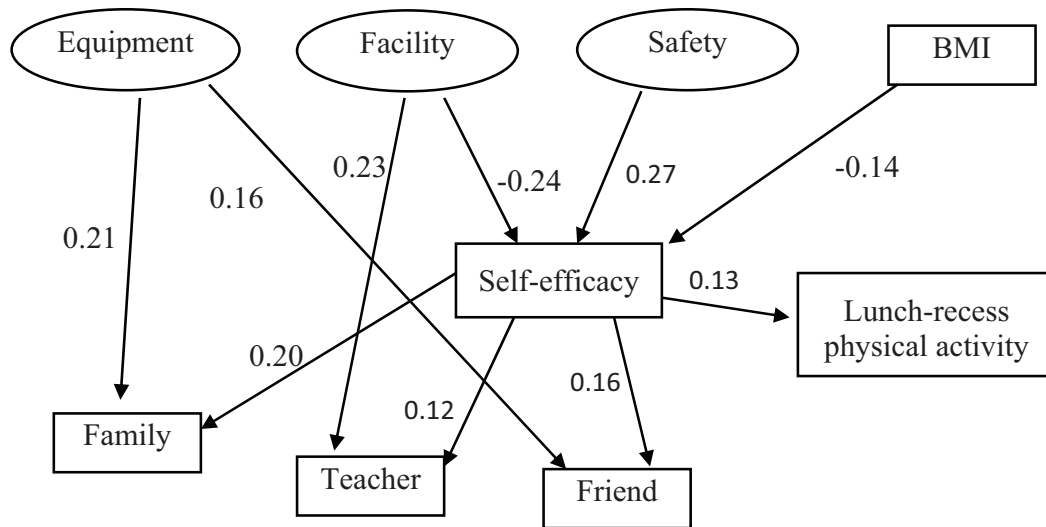 Equipment
Facility
Safety
BMI
0.23
-0.24
0.27
-0.14
0.16
0.21
Self-efficacy
0.13
Lunch-recess
physical activity
0.20
0.12
0.16
Family
Teacher
Friend